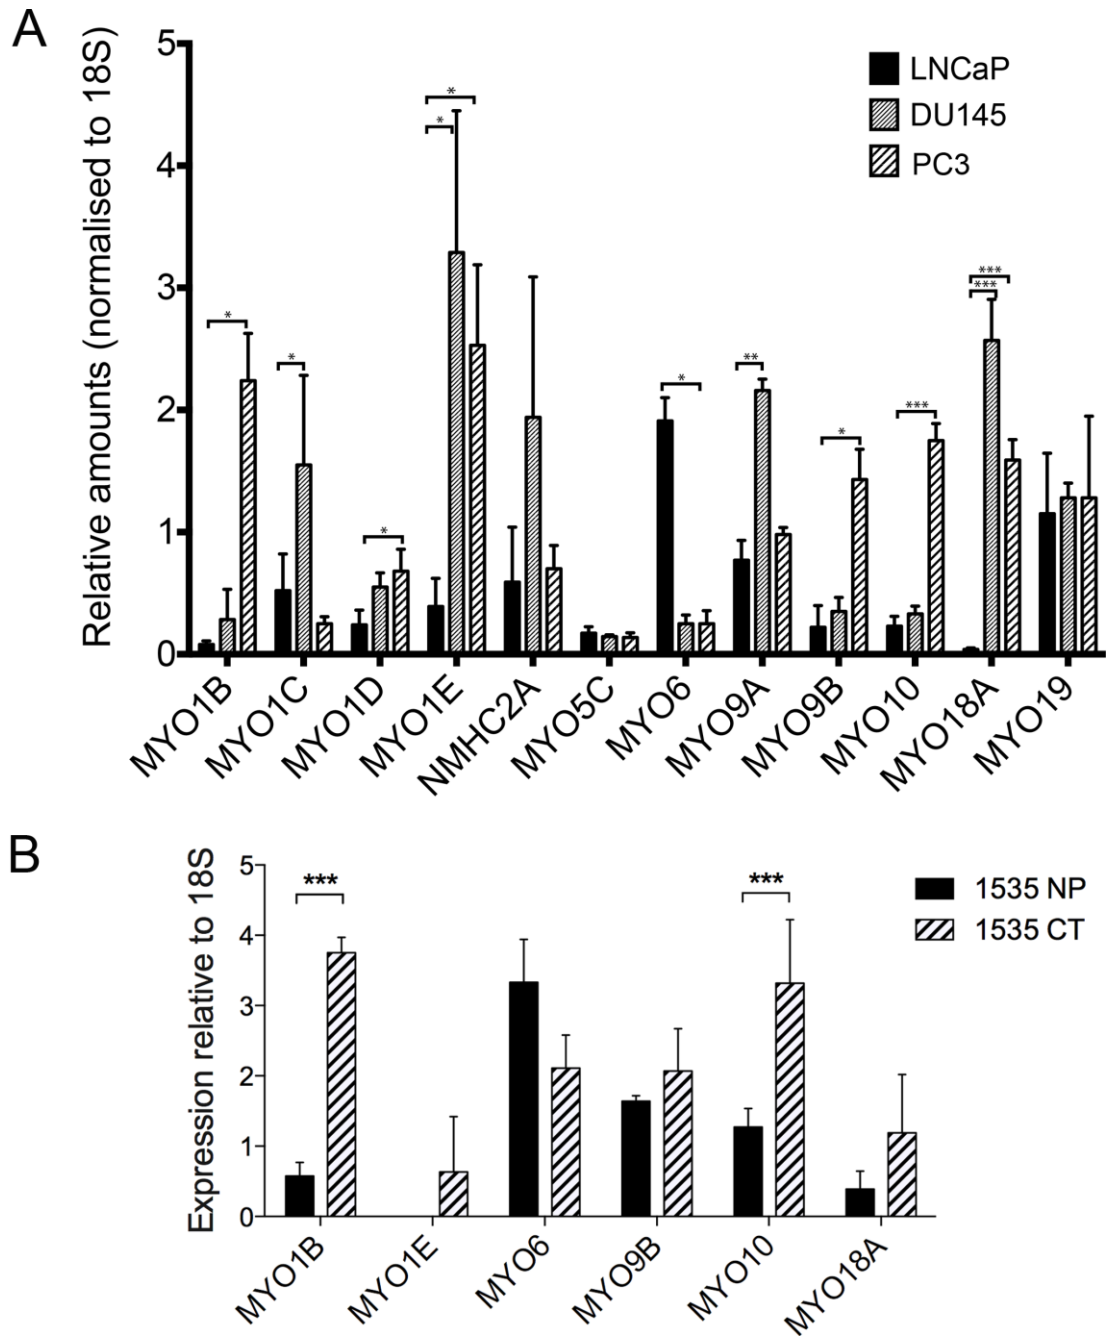 A
Relative amounts (normalised to 18S)
5
4
3
2
1
0
LNCaP
DU145
PC3
*
*
*
*
*
*
**
*
***
***
***
MYO1B
MYO1C
MYO1D
MYO1E
NMHC2A
MYO5C
MYO6
MYO9A
MYO9B
MYO10
MYO18A
MYO19
B
Expression relative to 18S
5
4
3
2
1
0
1535 NP
1535 CT
***
***
MYO1B
MYO1E
MYO6
MYO9B
MYO10
MYO18A